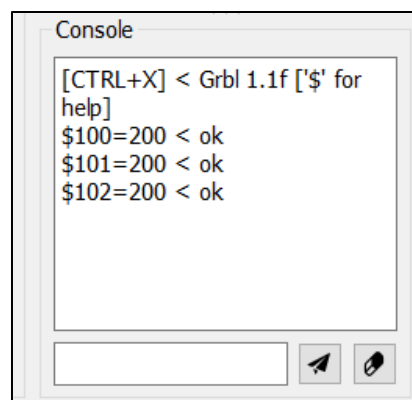 Console
[CTRL+X] < Grbl 1.1f ['$' for
help]
$100=200 < ok
$101=200 < ok
$102=200 < ok